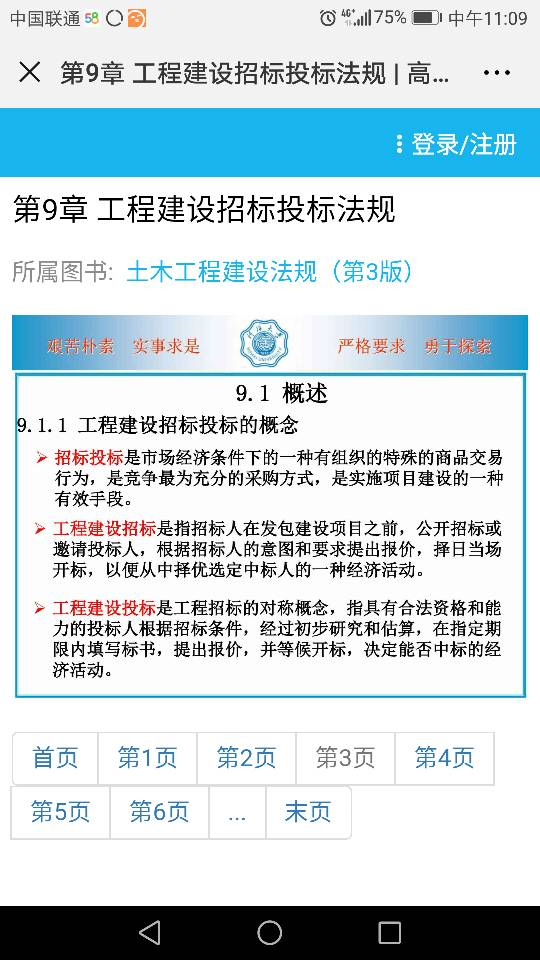 中国联通 58 4G+ 75% 中午11:09
第9章 工程建设招标投标法规 | 高...
登录/注册
第9章 工程建设招标投标法规
所属图书: 土木工程建设法规（第3版）
艰苦朴素 实事求是 严格要求 勇于探索
9.1 概述
9.1.1 工程建设招标投标的概念
招标投标是市场经济条件下的一种有组织的特殊的商品交易
行为，是竞争最为充分的采购方式，是实施项目建设的一种
有效手段。
工程建设招标是指招标人在发包建设项目之前，公开招标或
邀请投标人，根据招标人的意图和要求提出报价，择日当场
开标，以便从中择优选定中标人的一种经济活动。
工程建设投标是工程招标的对称概念，指具有合法资格和能
力的投标人根据招标条件，经过初步研究和估算，在指定期
限内填写标书，提出报价，并等候开标，决定能否中标的经
济活动。
首页 第1页 第2页 第3页 第4页
第5页 第6页 ... 末页